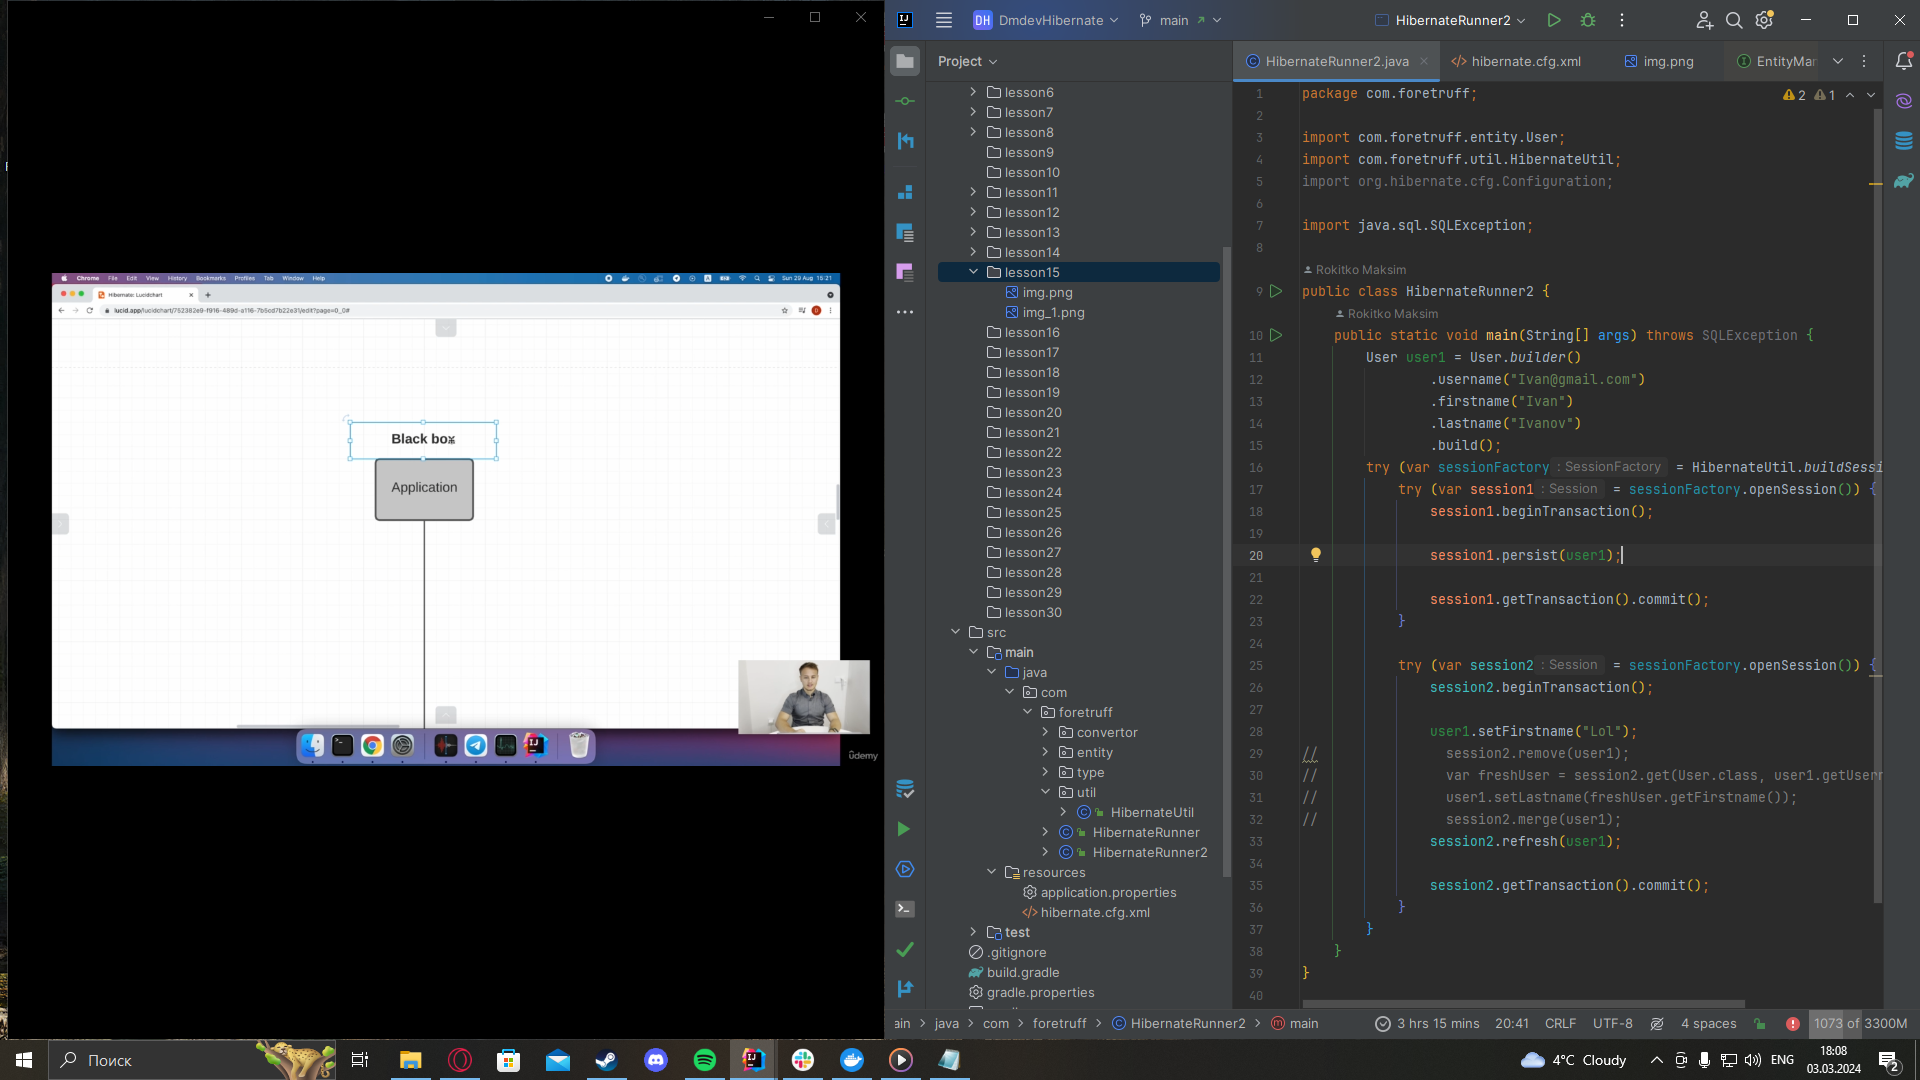 Chrome File Edit View History Bookmarks Profiles Tab Window Help
Sun 29 Aug 15:21
Hibernate: Lucidchart
Black box
Application
udemy
DH DmdevHibernate
main
HibernateRunner2
Project
HibernateRunner2.java
hibernate.cfg.xml
img.png
EntityMar
lesson6
lesson7
lesson8
lesson9
lesson10
lesson11
lesson12
lesson13
lesson14
lesson15
img.png
img_1.png
lesson16
lesson17
lesson18
lesson19
lesson20
lesson21
lesson22
lesson23
lesson24
lesson25
lesson26
lesson27
lesson28
lesson29
lesson30
src
main
java
com
foretruff
convertor
entity
type
util
HibernateUtil
HibernateRunner
HibernateRunner2
resources
application.properties
hibernate.cfg.xml
test
.gitignore
build.gradle
gradle.properties
2 1
1 package com.foretruff;
2
3 import com.foretruff.entity.User;
4 import com.foretruff.util.HibernateUtil;
5 import org.hibernate.cfg.Configuration;
6
7 import java.sql.SQLException;
8
Rokitko Maksim
9 public class HibernateRunner2 {
Rokitko Maksim
10 public static void main(String[] args) throws SQLException {
11 User user1 = User.builder()
12 .username("Ivan@gmail.com")
13 .firstname("Ivan")
14 .lastname("Ivanov")
15 .build();
16 try (var sessionFactory : SessionFactory = HibernateUtil.buildSessi
17 try (var session1 : Session = sessionFactory.openSession()) {
18 session1.beginTransaction();
19
20 session1.persist(user1);
21
22 session1.getTransaction().commit();
23 }
24
25 try (var session2 : Session = sessionFactory.openSession()) {
26 session2.beginTransaction();
27
28 user1.setFirstname("Lol");
29 // session2.remove(user1);
30 // var freshUser = session2.get(User.class, user1.getUsern
31 // user1.setLastname(freshUser.getFirstname());
32 // session2.merge(user1);
33 session2.refresh(user1);
34
35 session2.getTransaction().commit();
36 }
37 }
38 }
39 }
40
ain > java > com > foretruff > HibernateRunner2 > main
3 hrs 15 mins 20:41 CRLF UTF-8 4 spaces 1073 of 3300M
Поиск
4°C Cloudy
ENG
18:08
03.03.2024
2